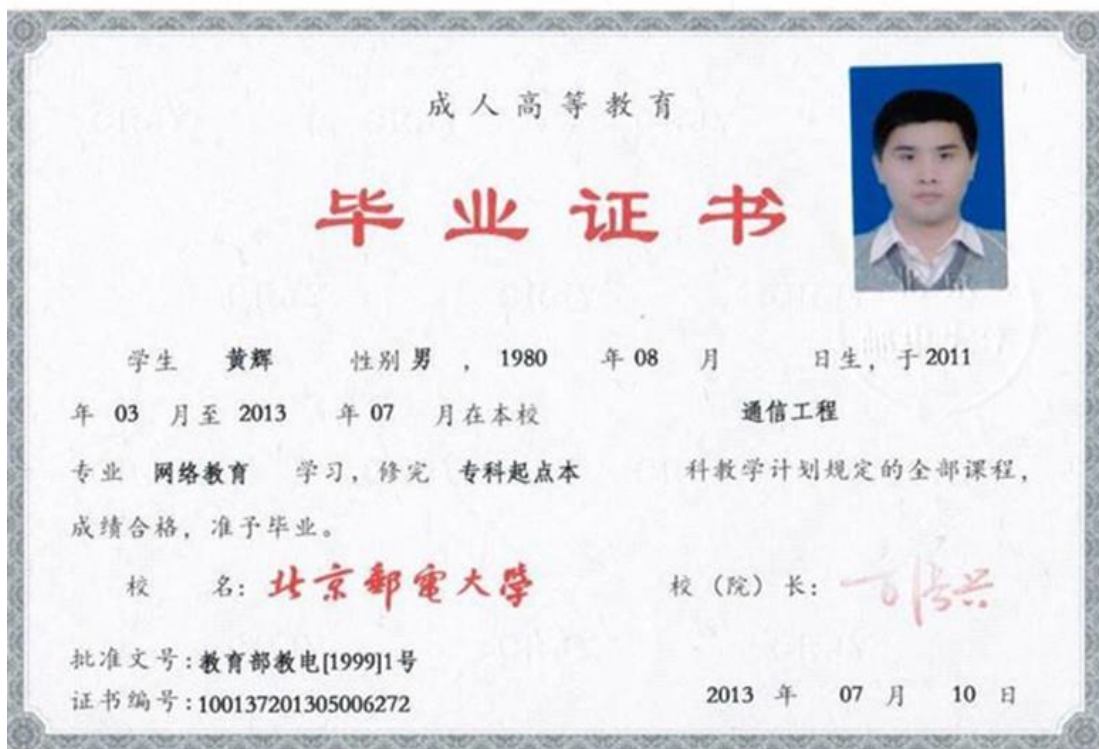 成人高等教育
毕业证书
学生 黄辉 性别 男 , 1980 年 08 月 日生, 于 2011
年 03 月至 2013 年 07 月在本校 通信工程
专业 网络教育 学习, 修完 专科起点本 科教学计划规定的全部课程,
成绩合格, 准予毕业。
校 名: 北京郵電大學 校 (院) 长:
批准文号: 教育部教电[1999]1号
证书编号: 100137201305006272
2013 年 07 月 10 日